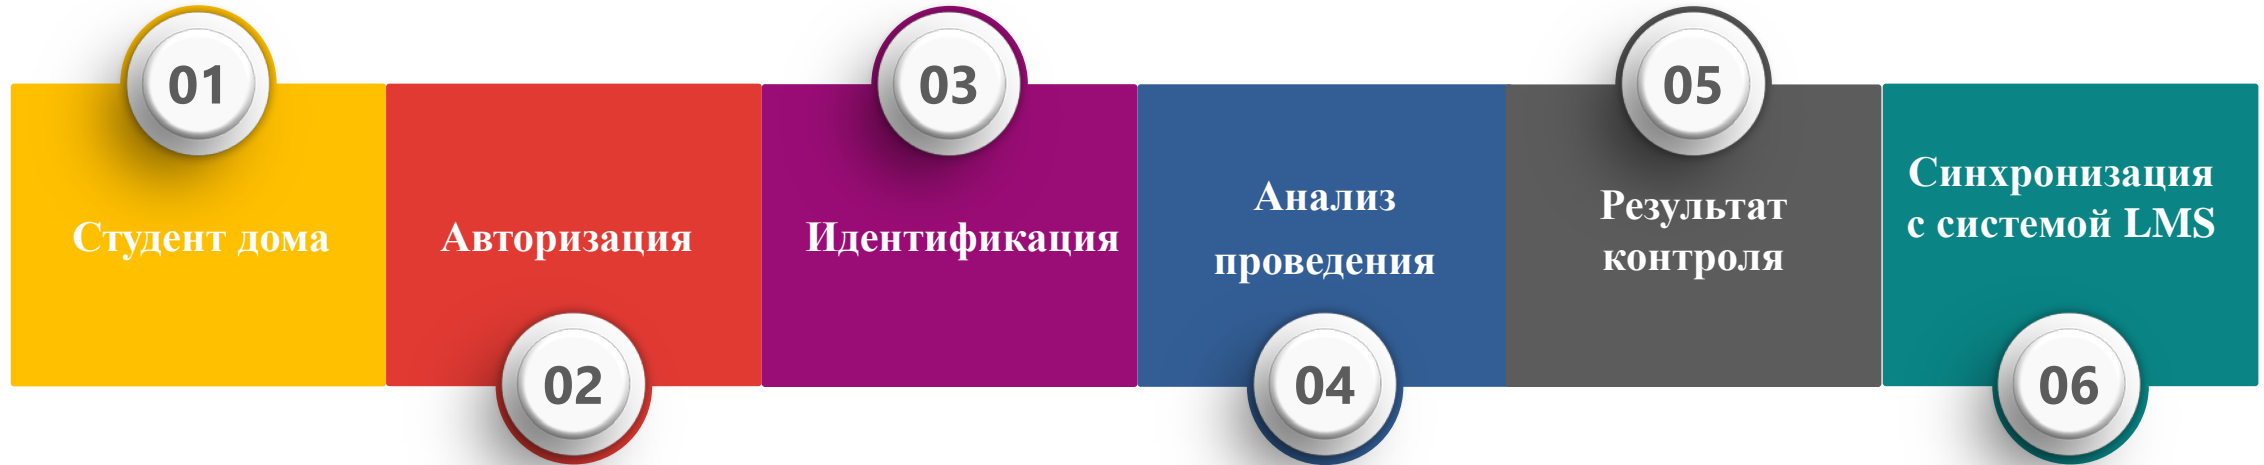 01
Студент дома
02
Авторизация
03
Идентификация
04
Анализ
проведения
05
Результат
контроля
06
Синхронизация
с системой LMS